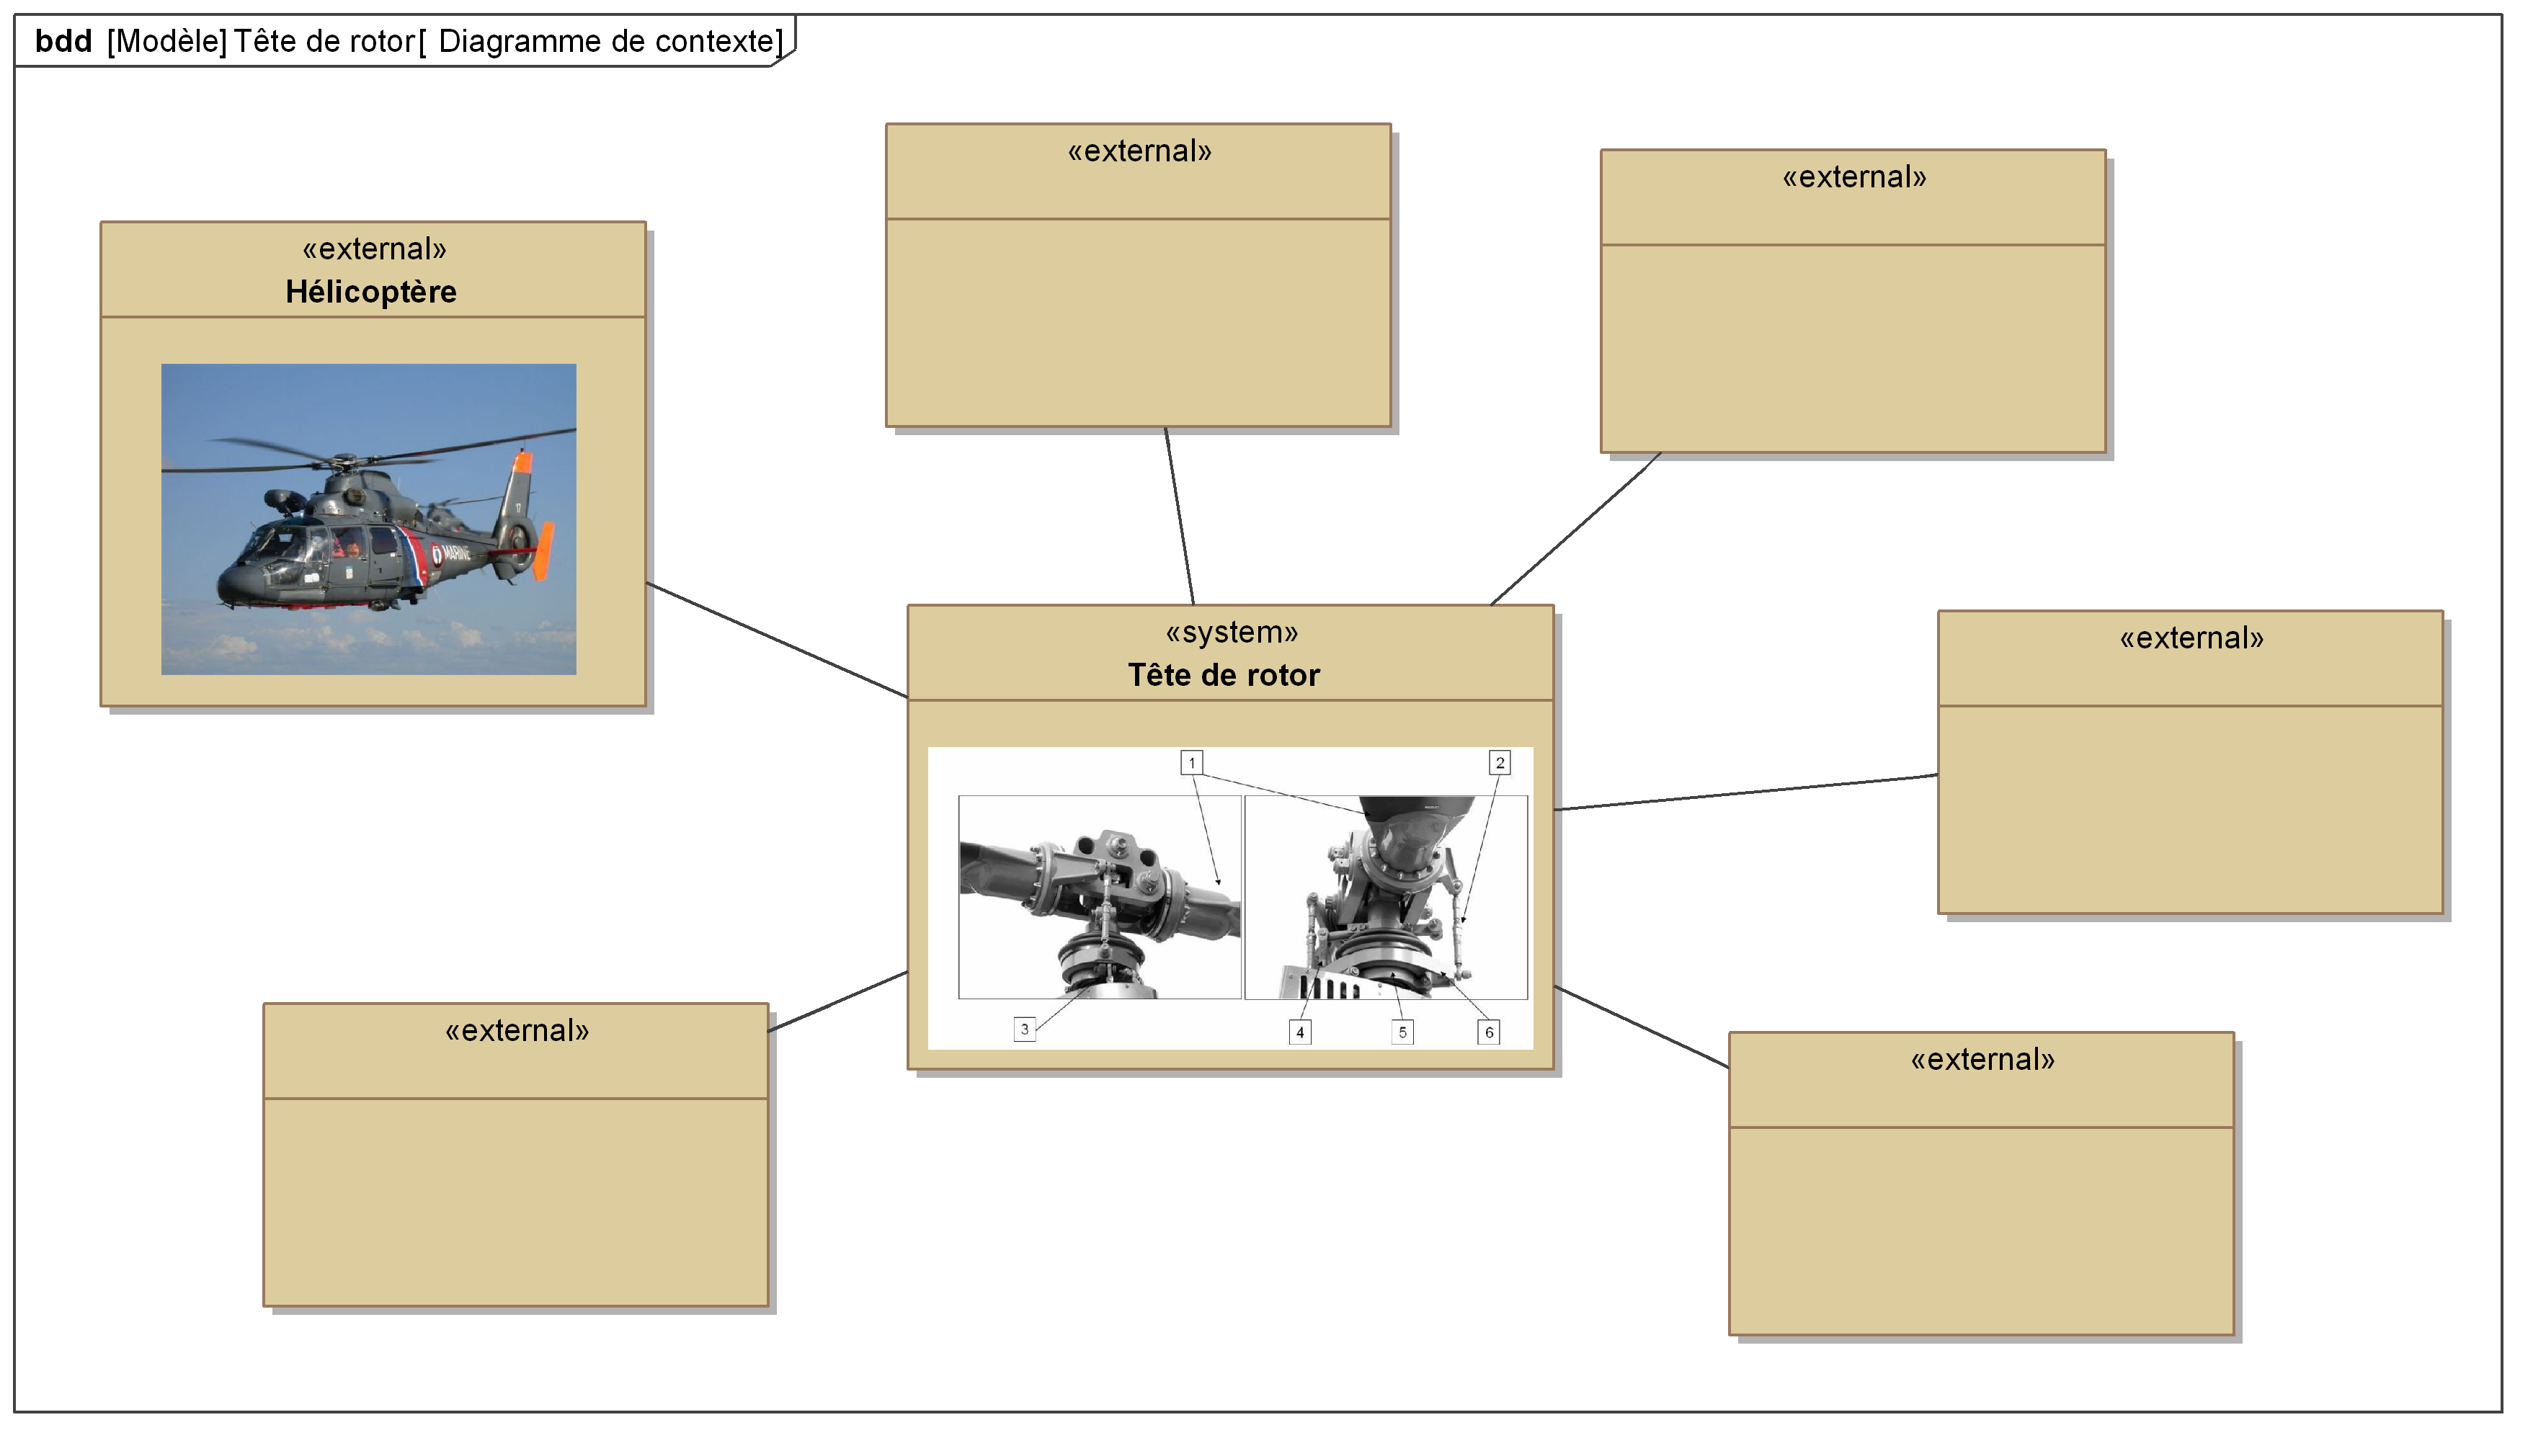 bdd [Modèle] Tête de rotor[ Diagramme de contexte]
«external»
«external»
«external»
Hélicoptère
17
MARINE
«system»
Tête de rotor
«external»
1
2
3
4
5
6
«external»
«external»